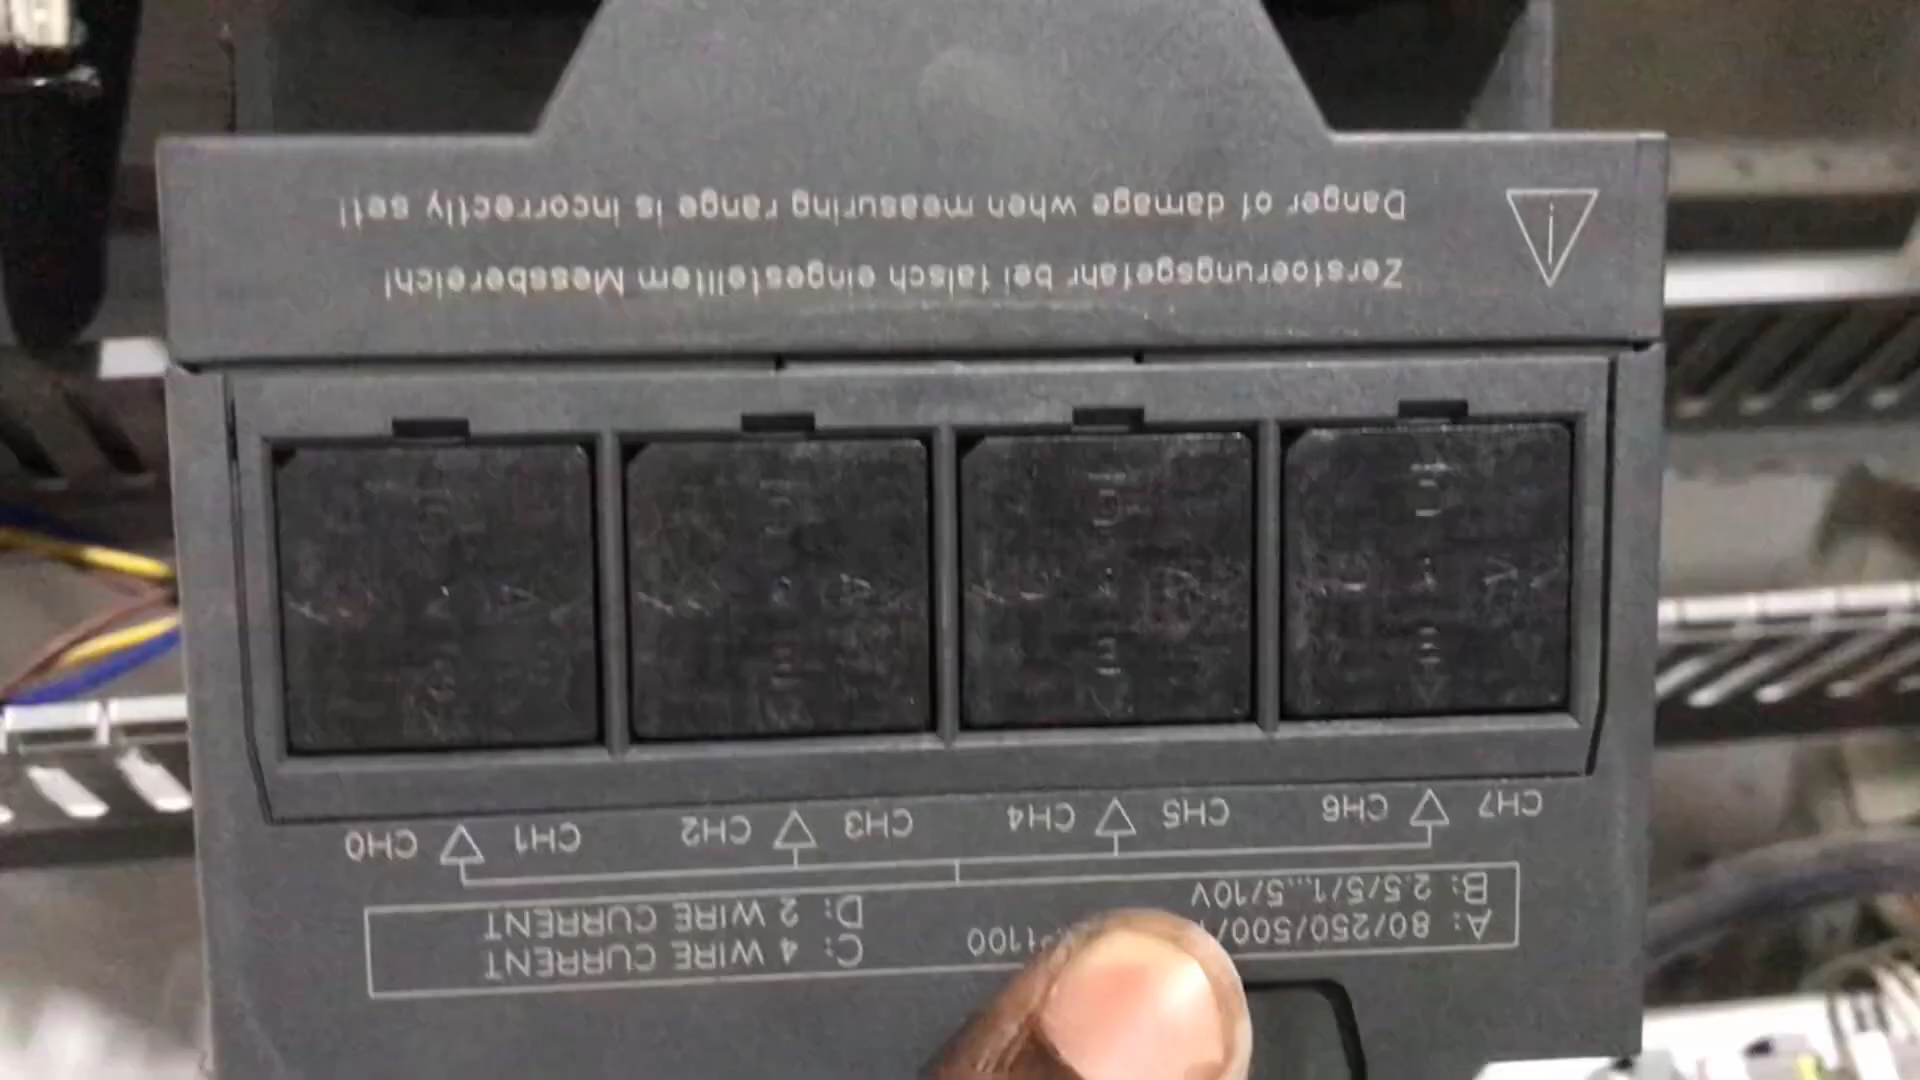 A: 80/250/500/ C: 4 WIRE CURRENT
B: 2.5/5/1...5/10V D: 2 WIRE CURRENT
CH7 CH6 CH5 CH4 CH3 CH2 CH1 CH0
Zerstoerungsgefahr bei falsch eingestelltem Messbereich!
Danger of damage when measuring range is incorrectly set!